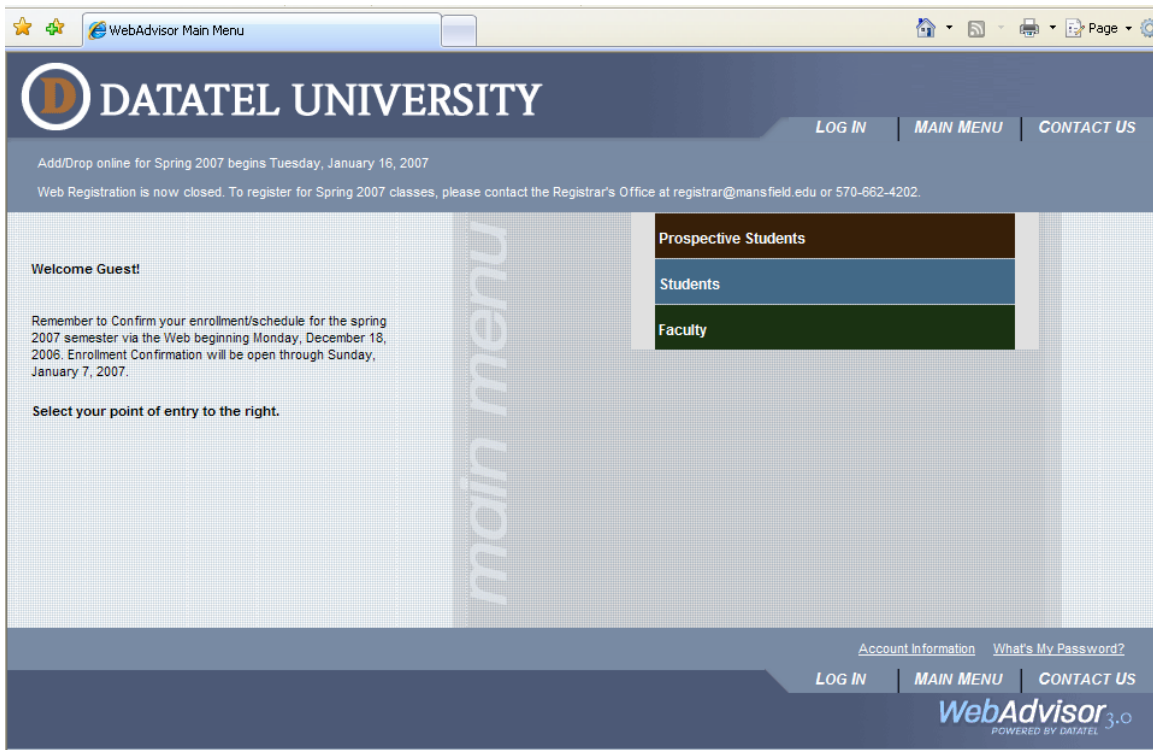 WebAdvisor Main Menu
Page
D DATATEL UNIVERSITY
LOG IN MAIN MENU CONTACT US
Add/Drop online for Spring 2007 begins Tuesday, January 16, 2007
Web Registration is now closed. To register for Spring 2007 classes, please contact the Registrar's Office at registrar@mansfield.edu or 570-662-4202.
Welcome Guest!
Remember to Confirm your enrollment/schedule for the spring
2007 semester via the Web beginning Monday, December 18,
2006. Enrollment Confirmation will be open through Sunday,
January 7, 2007.
Select your point of entry to the right.
main menu
Prospective Students
Students
Faculty
Account Information What's My Password?
LOG IN MAIN MENU CONTACT US
WebAdvisor 3.0
POWERED BY DATATEL